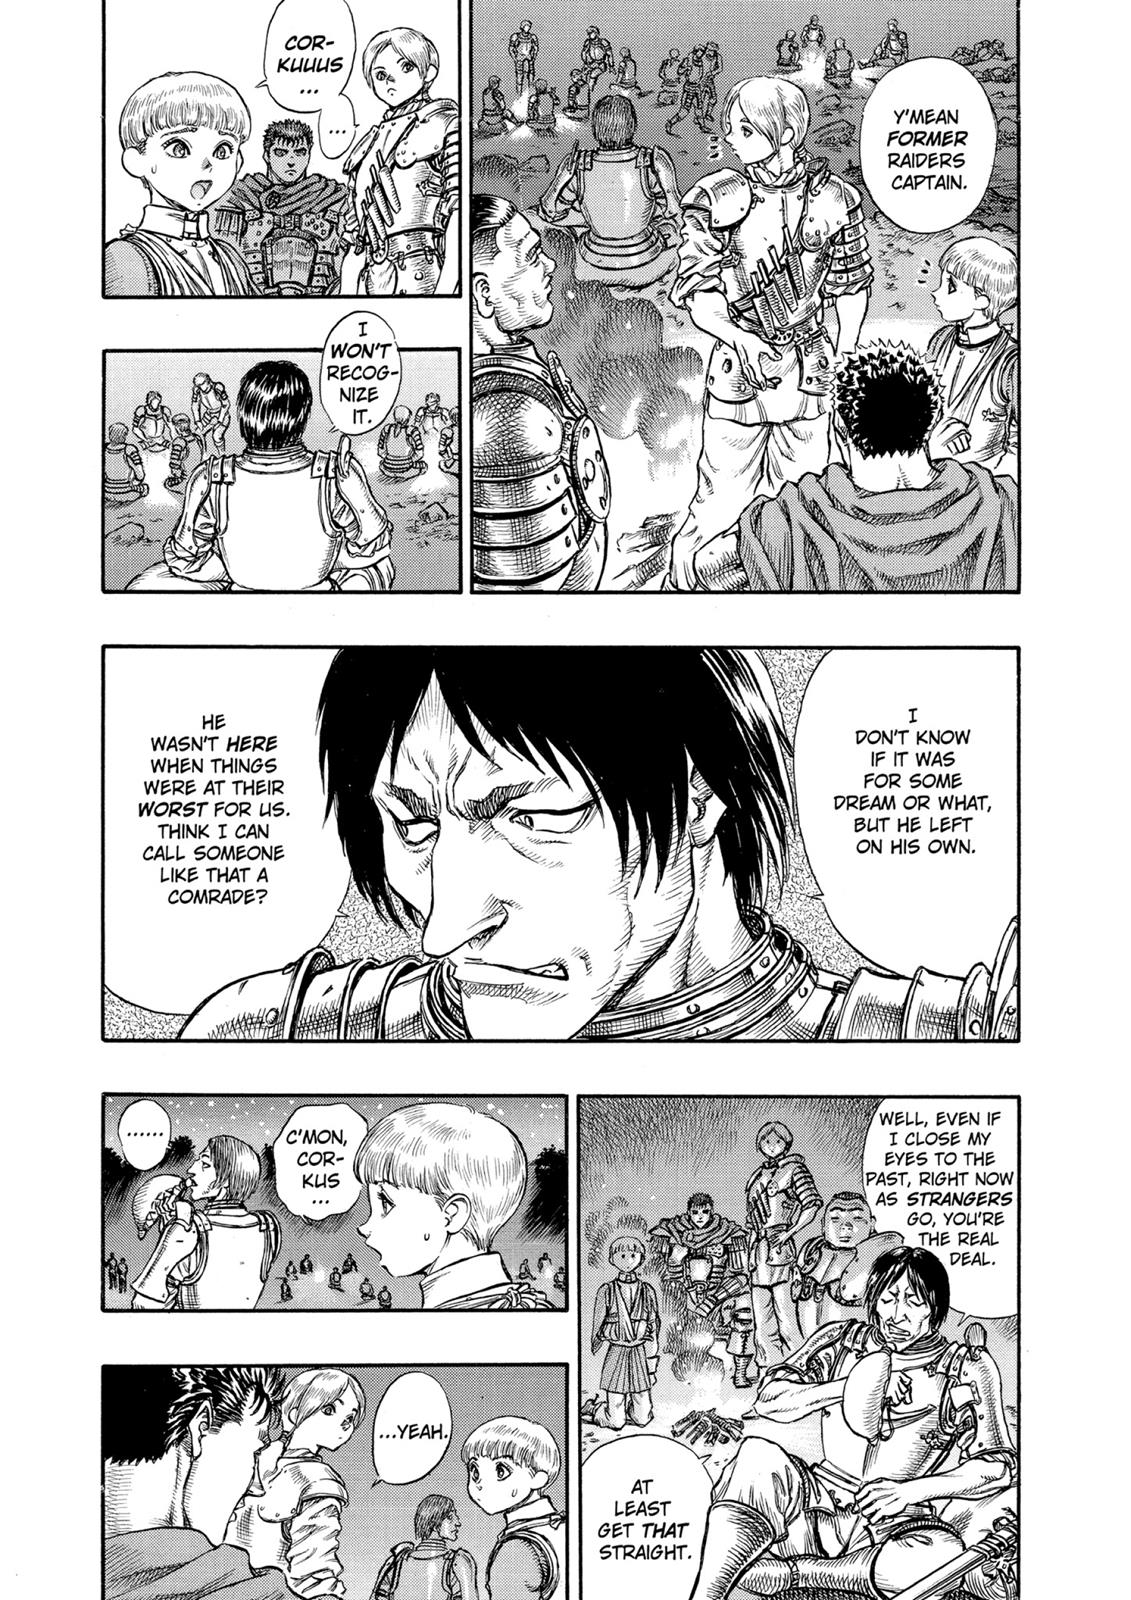 Y'MEAN
FORMER
RAIDERS
CAPTAIN.
COR-
KUUUS
...
...
I
WON'T
RECOG-
NIZE
IT.
I
DON'T KNOW
IF IT WAS
FOR SOME
DREAM OR WHAT,
BUT HE LEFT
ON HIS OWN.
HE
WASN'T HERE
WHEN THINGS
WERE AT THEIR
WORST FOR US.
THINK I CAN
CALL SOMEONE
LIKE THAT A
COMRADE?
WELL, EVEN IF
I CLOSE MY
EYES TO THE
PAST, RIGHT NOW
AS STRANGERS
GO, YOU'RE
THE REAL
DEAL.
AT
LEAST
GET THAT
STRAIGHT.
C'MON,
COR-
KUS
...
......
...YEAH.